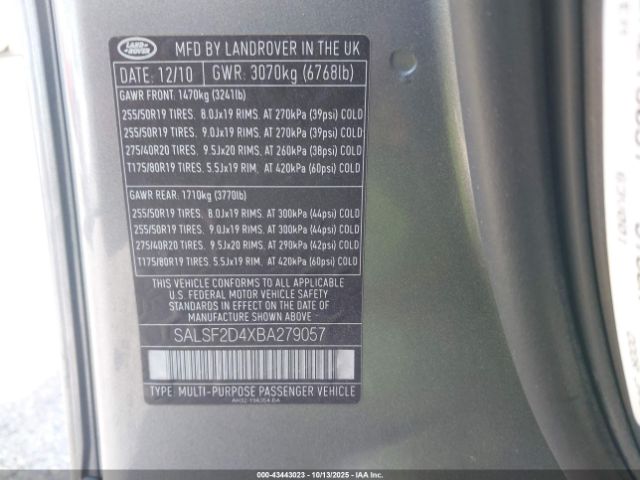 LAND ROVER
MFD BY LANDROVER IN THE UK
DATE: 12/10 GWR: 3070kg (6768lb)
GAWR FRONT: 1470kg (3241lb)
255/50R19 TIRES. 8.0Jx19 RIMS. AT 270kPa (39psi) COLD
255/50R19 TIRES. 9.0Jx19 RIMS. AT 270kPa (39psi) COLD
275/40R20 TIRES. 9.5Jx20 RIMS. AT 260kPa (38psi) COLD
T175/80R19 TIRES. 5.5Jx19 RIM, AT 420kPa (60psi) COLD
GAWR REAR: 1710kg (3770lb)
255/50R19 TIRES. 8.0Jx19 RIMS. AT 300kPa (44psi) COLD
255/50R19 TIRES. 9.0Jx19 RIMS. AT 300kPa (44psi) COLD
275/40R20 TIRES. 9.5Jx20 RIMS. AT 290kPa (42psi) COLD
T175/80R19 TIRES. 5.5Jx19 RIM, AT 420kPa (60psi) COLD
THIS VEHICLE CONFORMS TO ALL APPLICABLE
U.S. FEDERAL MOTOR VEHICLE SAFETY
STANDARDS IN EFFECT ON THE DATE OF
MANUFACTURE SHOWN ABOVE.
SALSF2D4XBA279057
TYPE: MULTI-PURPOSE PASSENGER VEHICLE
000-43443023 - 10/13/2025 - COPYRIGHT © IAA, LLC.